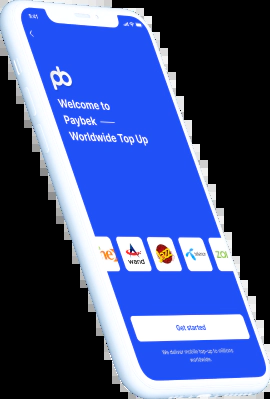 9:41
pb
Welcome to
Paybek —
Worldwide Top Up
wand
Get started
We deliver mobile top-up to millions
worldwide.